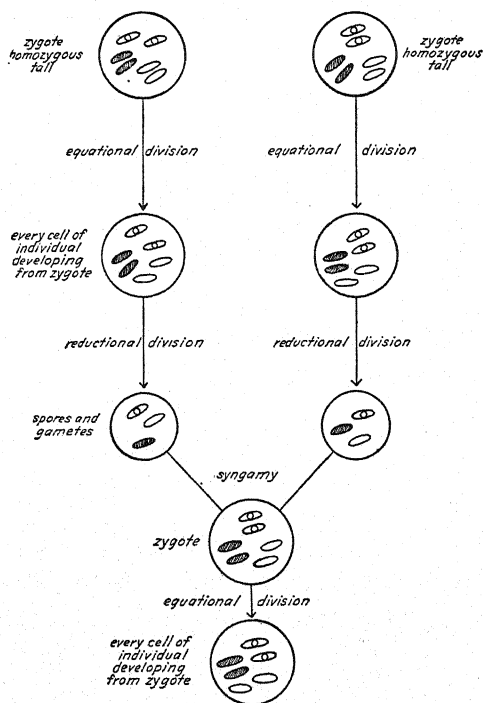 zygote
homozygous
tall
zygote
homozygous
tall
equational division
equational division
every cell of
individual
developing
from zygote
reductional division
reductional division
spores and
gametes
syngamy
zygote
equational division
every cell of
individual
developing
from zygote